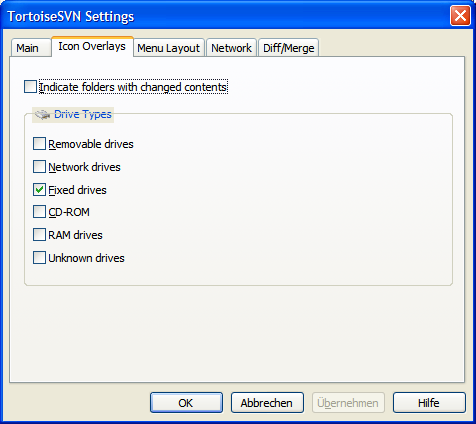 TortoiseSVN Settings
Main Icon Overlays Menu Layout Network Diff/Merge
Indicate folders with changed contents
Drive Types
Removable drives
Network drives
Fixed drives
CD-ROM
RAM drives
Unknown drives
OK Abbrechen Übernehmen Hilfe